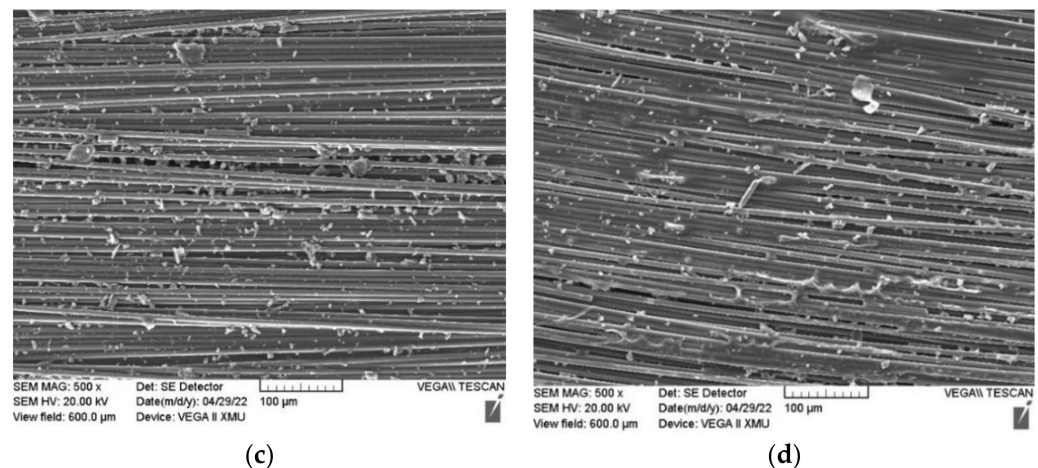 SEM MAG: 500 x Det: SE Detector
SEM HV: 20.00 kV Date(m/d/y): 04/29/22 100 µm VEGA\\ TESCAN
View field: 600.0 µm Device: VEGA II XMU
(c)
SEM MAG: 500 x Det: SE Detector
SEM HV: 20.00 kV Date(m/d/y): 04/29/22 100 µm VEGA\\ TESCAN
View field: 600.0 µm Device: VEGA II XMU
(d)